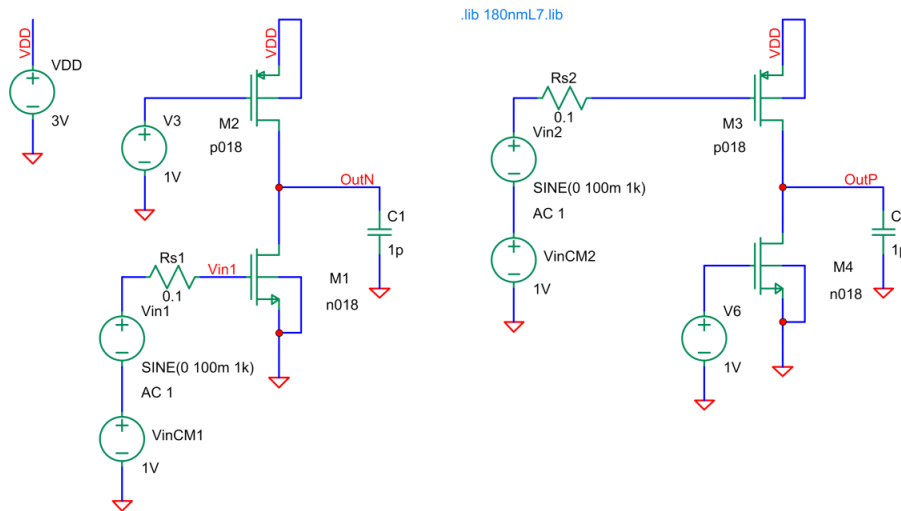 .lib 180nmL7.lib
VDD
VDD
3V
VDD
V3
1V
M2
p018
OutN
C1
1p
Rs1
0.1
Vin1
M1
n018
Vin1
SINE(0 100m 1k)
AC 1
VinCM1
1V
VDD
Rs2
0.1
M3
p018
Vin2
SINE(0 100m 1k)
AC 1
VinCM2
1V
OutP
C
1p
M4
n018
V6
1V